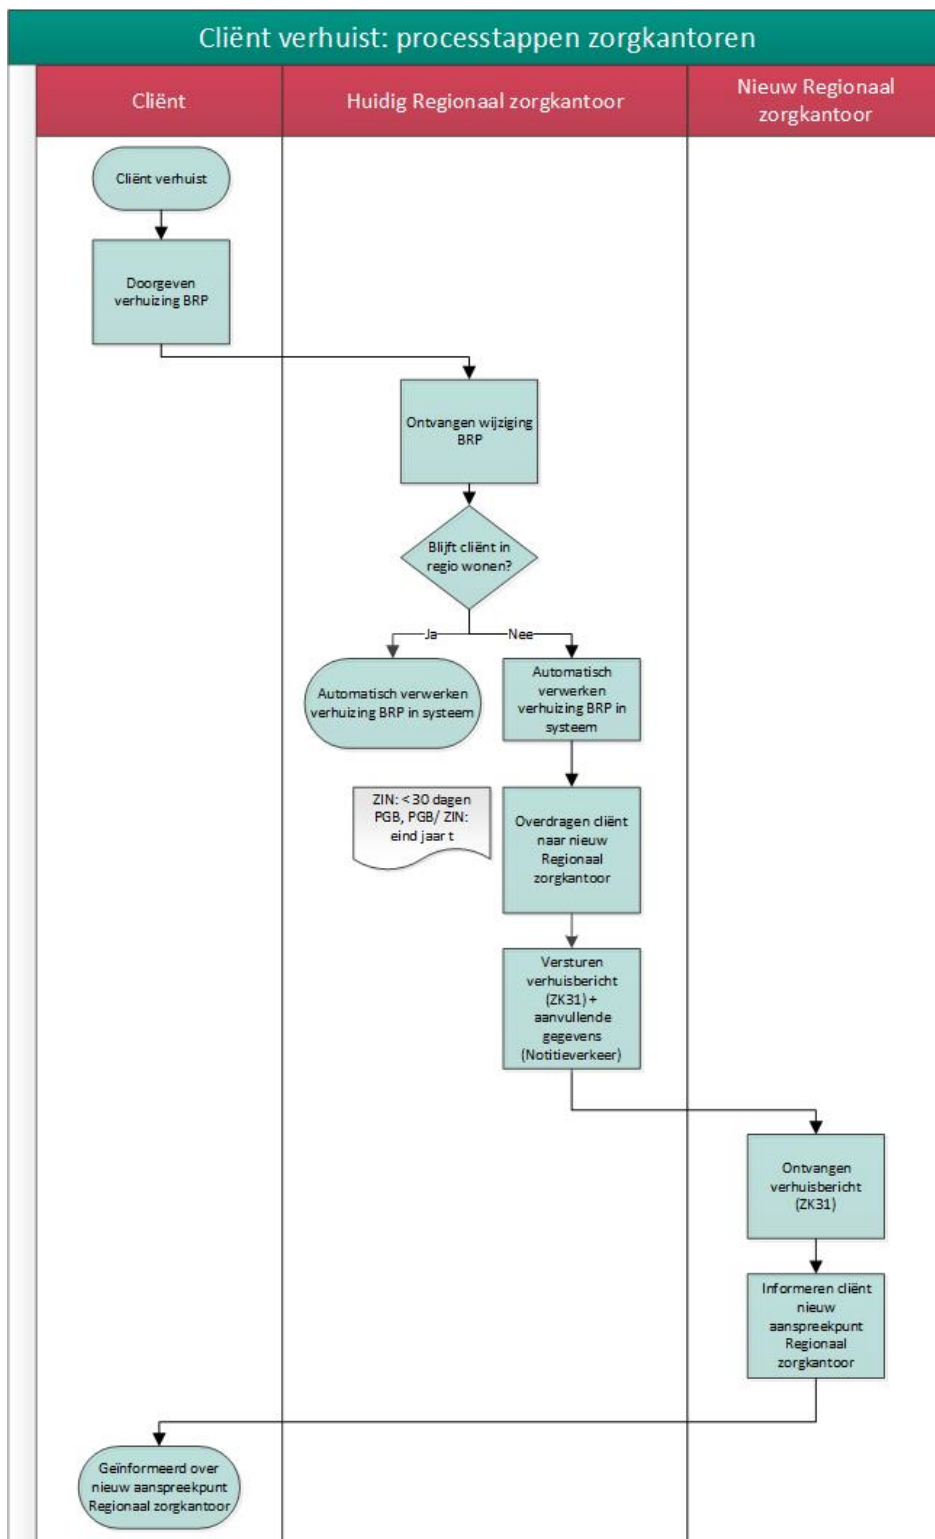 Cliënt verhuist: processtappen zorgkantoren
Cliënt
Huidig Regionaal zorgkantoor
Nieuw Regionaal
zorgkantoor
Cliënt verhuist
Doorgeven
verhuizing BRP
Ontvangen wijziging
BRP
Blijft cliënt in
regio wonen?
Ja
Nee
Automatisch verwerken
verhuizing BRP in systeem
Automatisch
verwerken
verhuizing BRP in
systeem
ZIN: < 30 dagen
PGB, PGB/ ZIN:
eind jaar t
Overdragen cliënt
naar nieuw
Regionaal
zorgkantoor
Versturen
verhuisbericht
(ZK31) +
aanvullende
gegevens
(Notitieverkeer)
Ontvangen
verhuisbericht
(ZK31)
Informeren cliënt
nieuw
aanspreekpunt
Regionaal
zorgkantoor
Geïnformeerd over
nieuw aanspreekpunt
Regionaal zorgkantoor